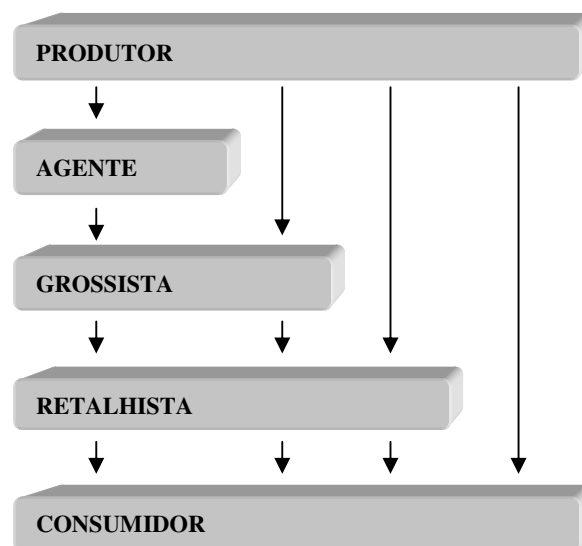 PRODUTOR
AGENTE
GROSSISTA
RETALHISTA
CONSUMIDOR